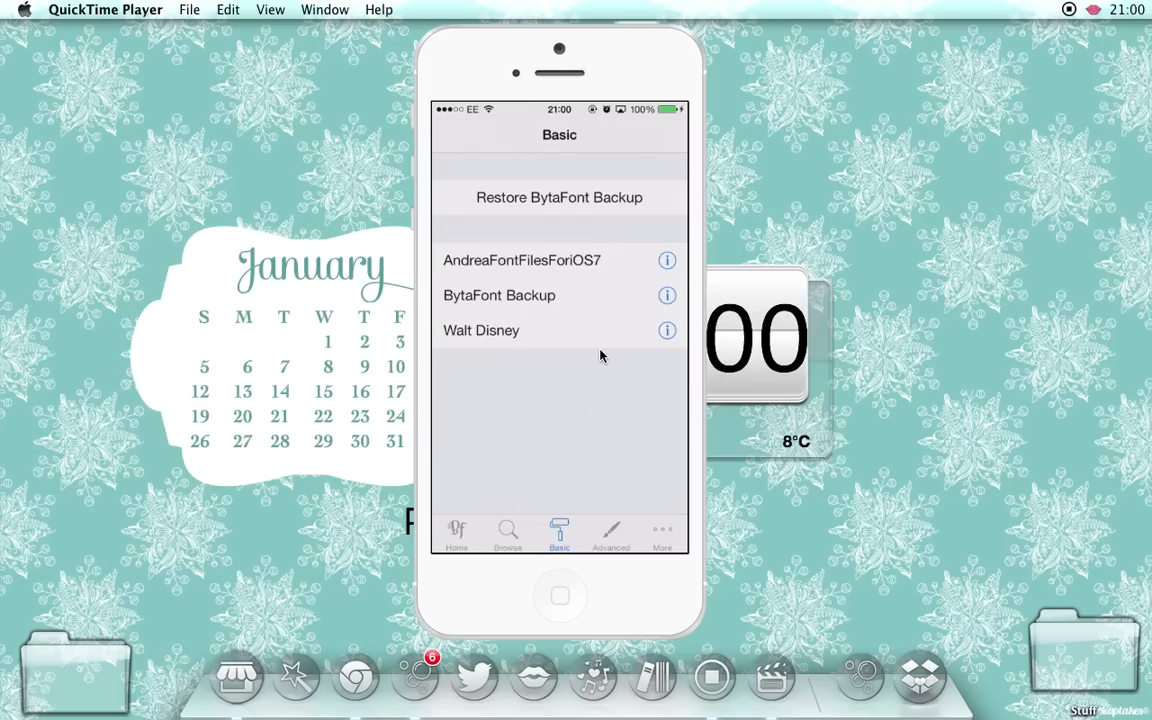 QuickTime Player File Edit View Window Help 21:00
EE 21:00 100%
Basic
Restore BytaFont Backup
AndreaFontFilesForiOS7
BytaFont Backup
Walt Disney
Bf
Home Browse Basic Advanced More
January
S M T W T F
1 2 3
5 6 7 8 9 10
12 13 14 15 16 17
19 20 21 22 23 24
26 27 28 29 30 31
00
8°C
6